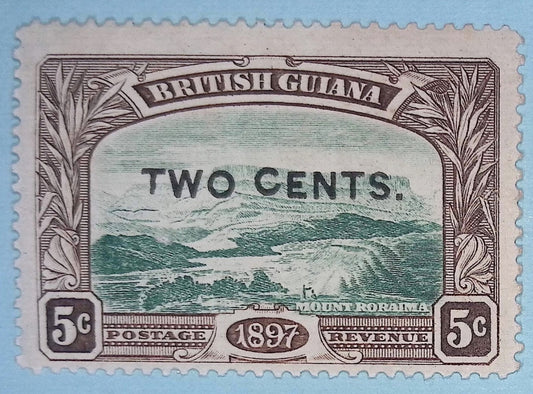 BRITISH GUIANA
TWO CENTS.
MOUNT RORAIMA
5c POSTAGE 1897 REVENUE 5c